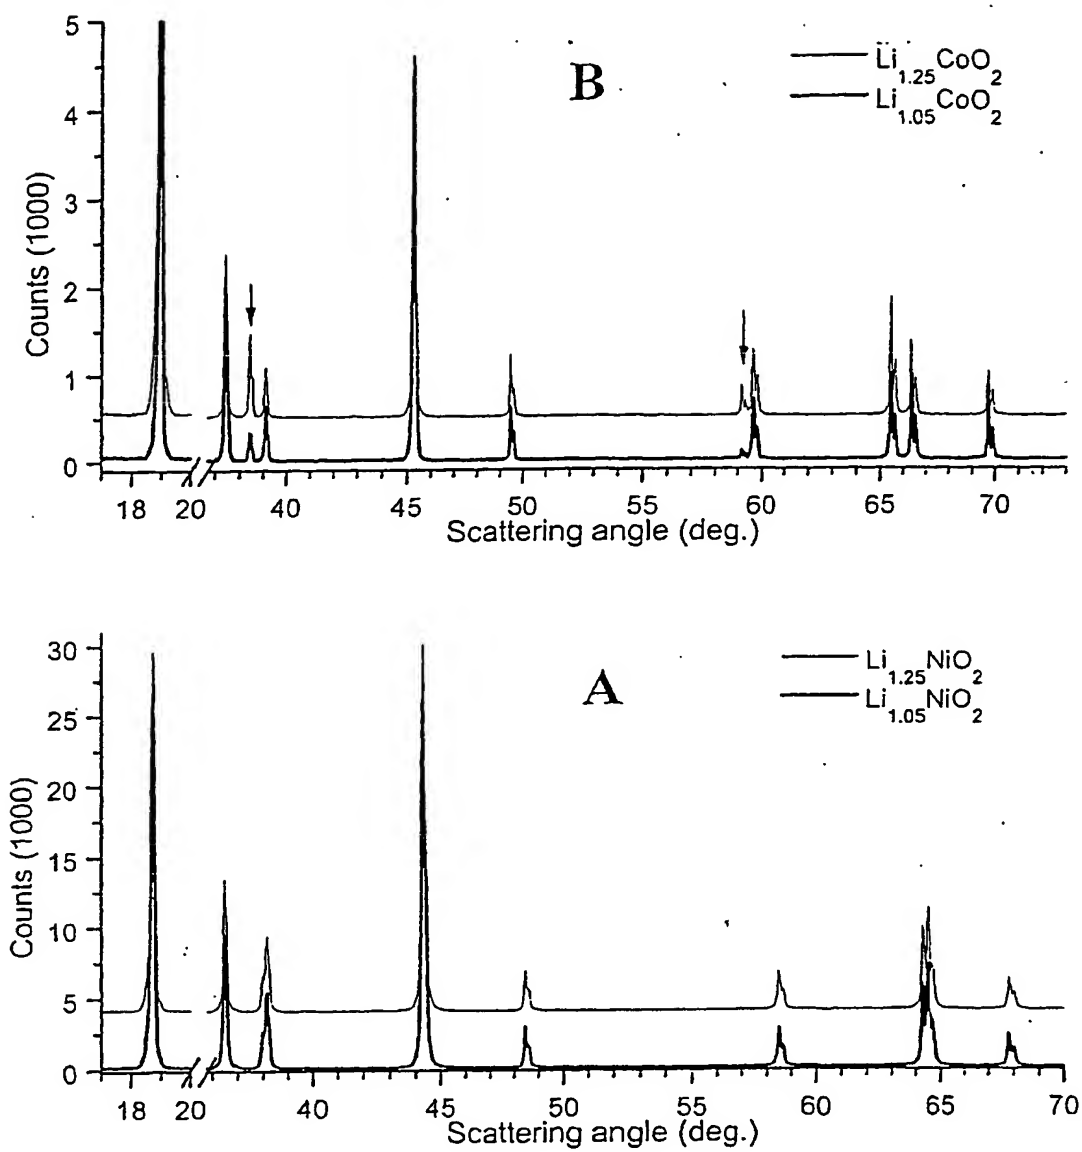 5
4
3
2
1
0
Counts (1000)
B
Li1.25CoO2
Li1.05CoO2
18 20 40 45 50 55 60 65 70
Scattering angle (deg.)
30
25
20
15
10
5
0
Counts (1000)
A
Li1.25NiO2
Li1.05NiO2
18 20 40 45 50 55 60 65 70
Scattering angle (deg.)